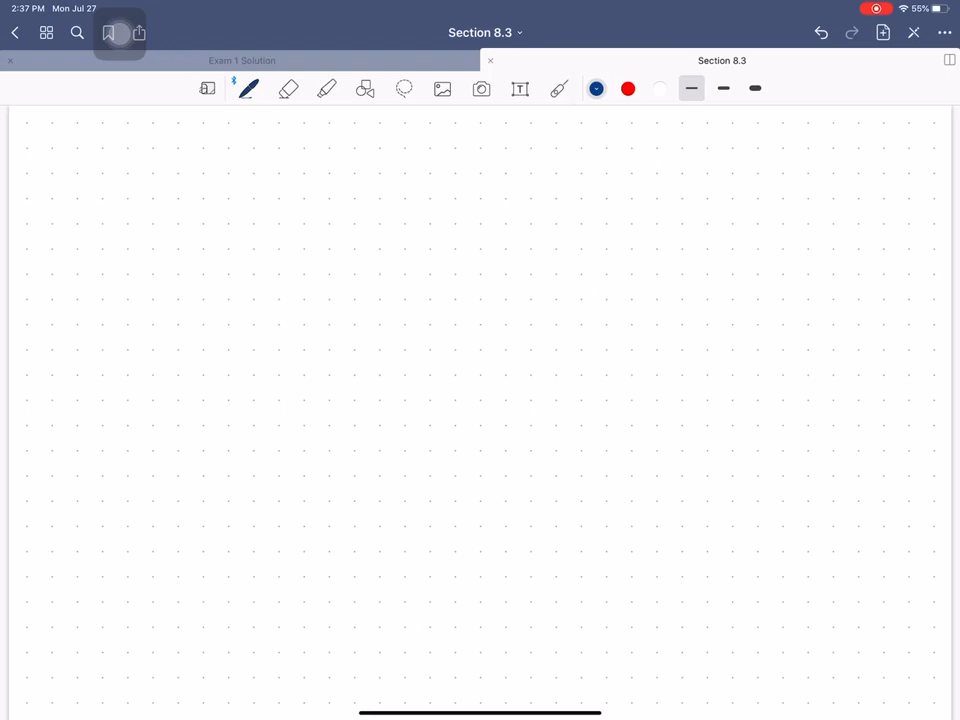 2:37 PM Mon Jul 27
55%
Section 8.3
Exam 1 Solution
Section 8.3
T